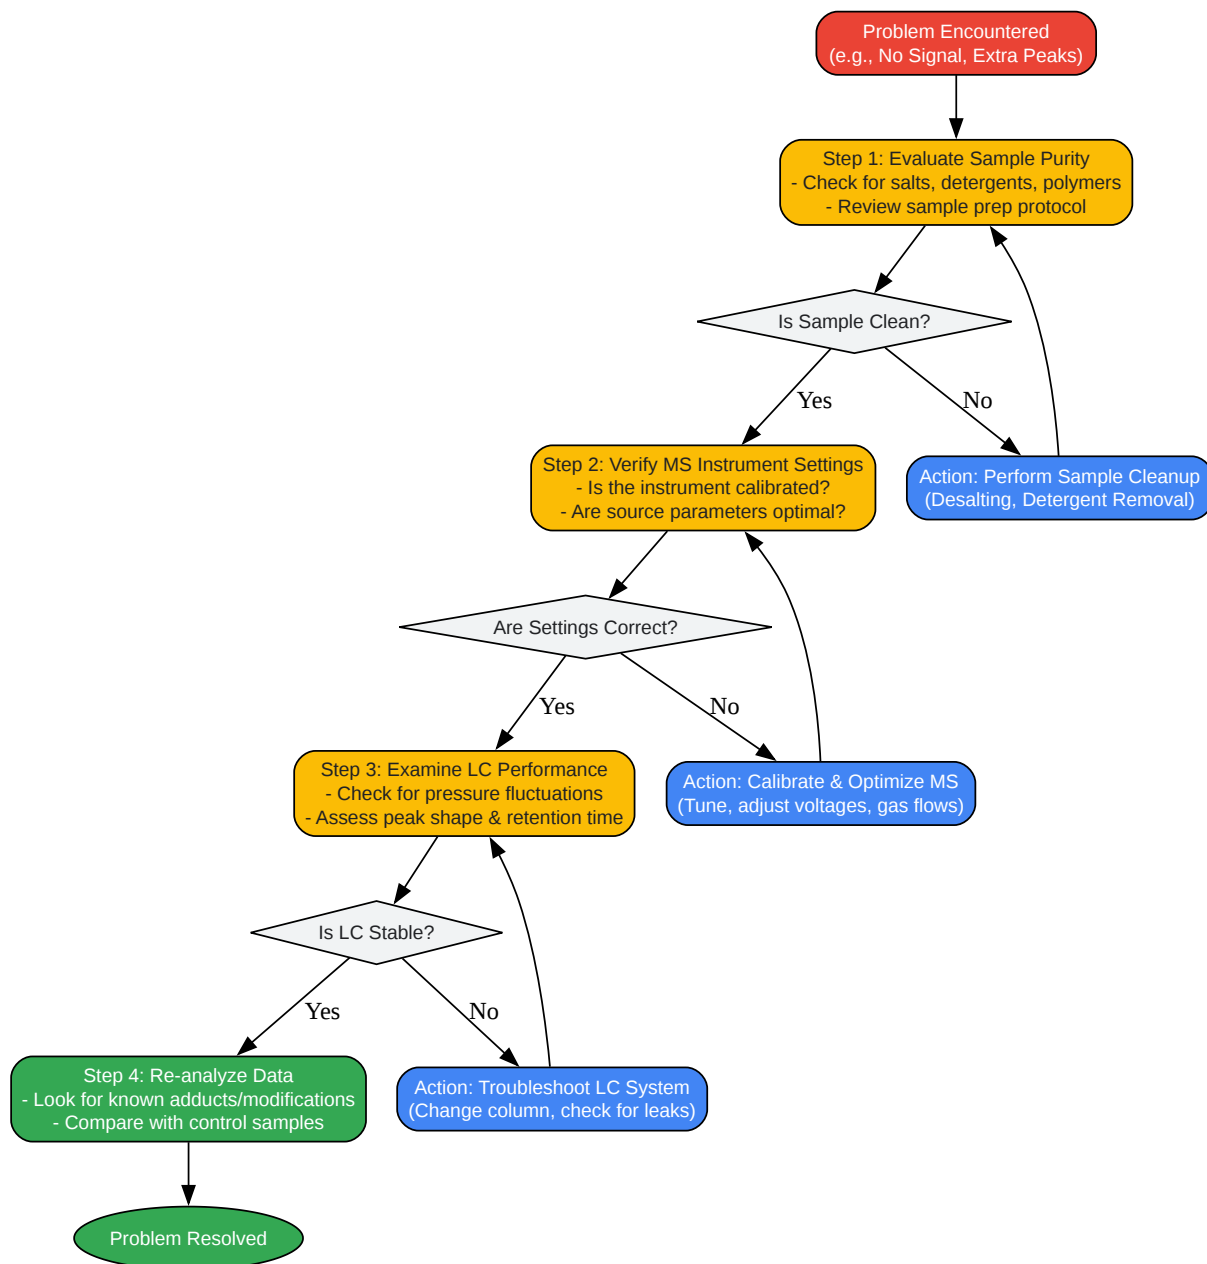 Problem Encountered
(e.g., No Signal, Extra Peaks)
Step 1: Evaluate Sample Purity
- Check for salts, detergents, polymers
- Review sample prep protocol
Is Sample Clean?
Yes
No
Step 2: Verify MS Instrument Settings
- Is the instrument calibrated?
- Are source parameters optimal?
Action: Perform Sample Cleanup
(Desalting, Detergent Removal)
Are Settings Correct?
Yes
No
Step 3: Examine LC Performance
- Check for pressure fluctuations
- Assess peak shape & retention time
Action: Calibrate & Optimize MS
(Tune, adjust voltages, gas flows)
Is LC Stable?
Yes
No
Step 4: Re-analyze Data
- Look for known adducts/modifications
- Compare with control samples
Action: Troubleshoot LC System
(Change column, check for leaks)
Problem Resolved